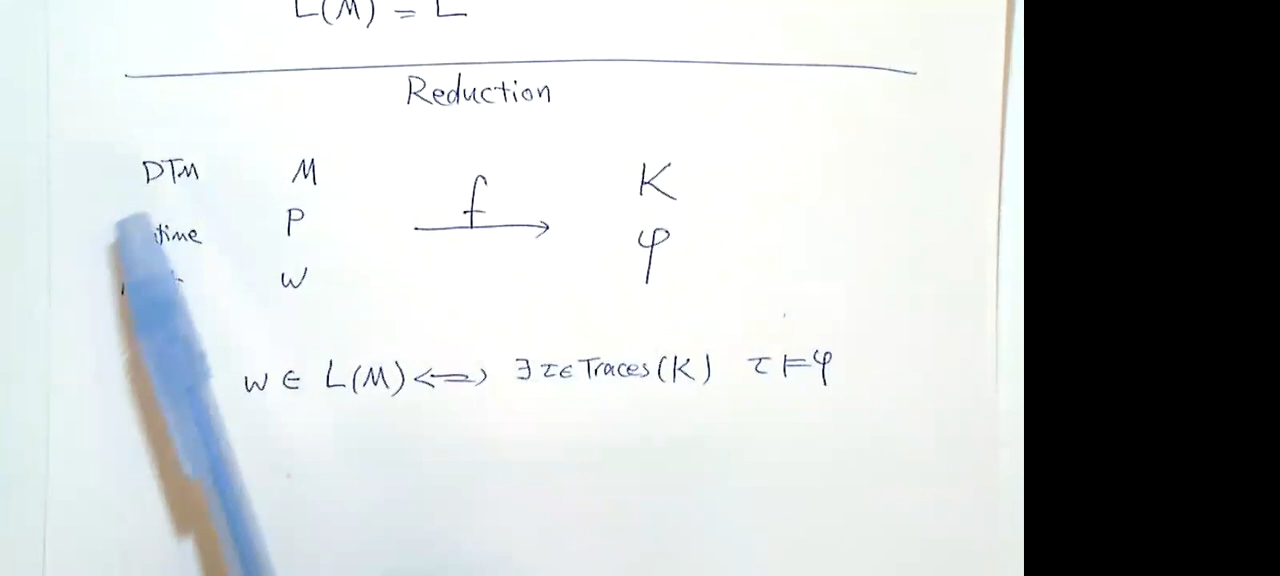 L(M) = L
Reduction
DTM M K
f
time P φ
w
w ∈ L(M) <=> ∃ τ∈ Traces(K) τ ⊨ φ